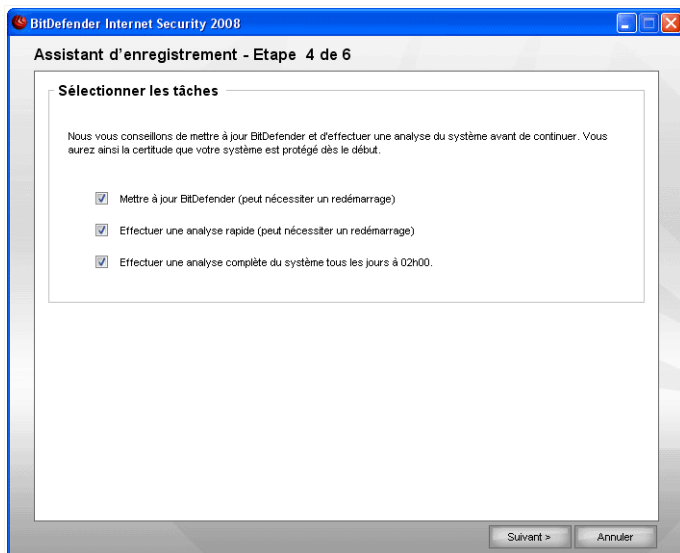 BitDefender Internet Security 2008
Assistant d'enregistrement - Etape 4 de 6
Sélectionner les tâches
Nous vous conseillons de mettre à jour BitDefender et d'effectuer une analyse du système avant de continuer. Vous
aurez ainsi la certitude que votre système est protégé dès le début.
Mettre à jour BitDefender (peut nécessiter un redémarrage)
Effectuer une analyse rapide (peut nécessiter un redémarrage)
Effectuer une analyse complète du système tous les jours à 02h00.
Suivant > Annuler